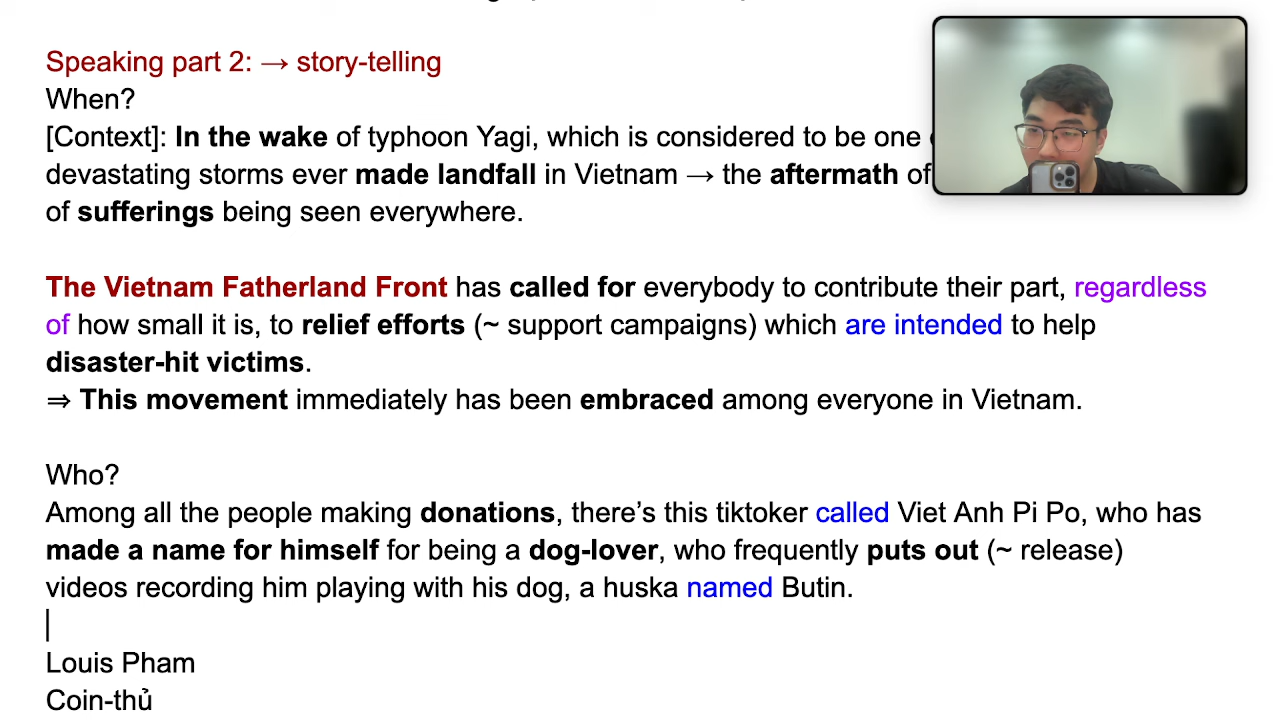 Speaking part 2: → story-telling
When?
[Context]: In the wake of typhoon Yagi, which is considered to be one
devastating storms ever made landfall in Vietnam → the aftermath of
of sufferings being seen everywhere.
The Vietnam Fatherland Front has called for everybody to contribute their part, regardless
of how small it is, to relief efforts (~ support campaigns) which are intended to help
disaster-hit victims.
⇒ This movement immediately has been embraced among everyone in Vietnam.
Who?
Among all the people making donations, there’s this tiktoker called Viet Anh Pi Po, who has
made a name for himself for being a dog-lover, who frequently puts out (~ release)
videos recording him playing with his dog, a huska named Butin.
Louis Pham
Coin-thủ